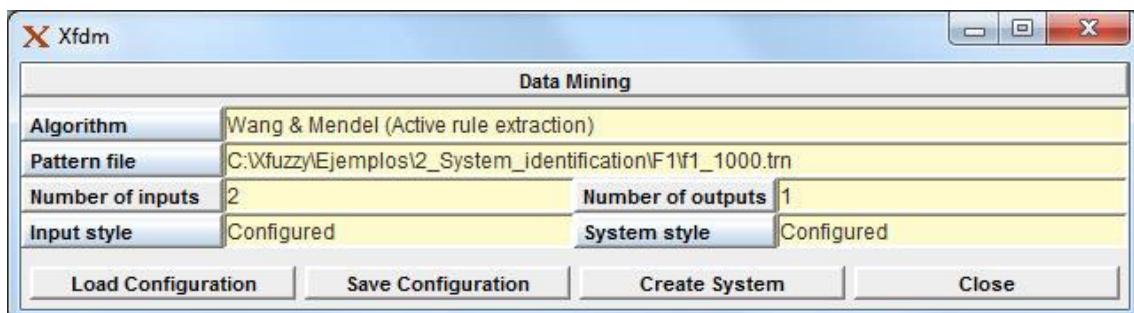 Xfdm
Data Mining
Algorithm Wang & Mendel (Active rule extraction)
Pattern file C:\Xfuzzy\Ejemplos\2_System_identification\F1\f1_1000.trn
Number of inputs 2 Number of outputs 1
Input style Configured System style Configured
Load Configuration Save Configuration Create System Close